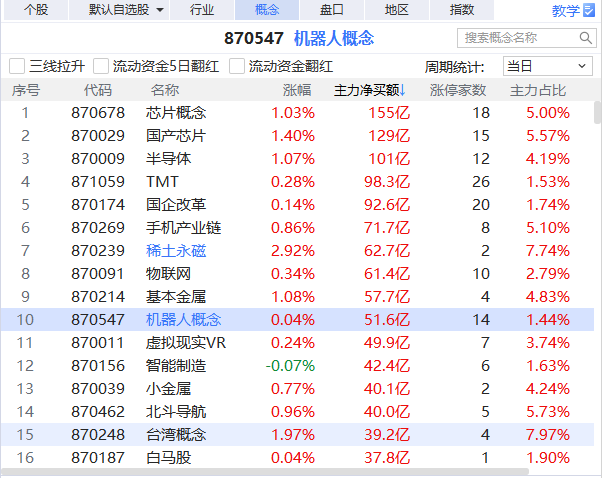 个股 默认自选股 行业 概念 盘口 地区 指数 教学
870547 机器人概念 搜索概念名称
三线拉升 流动资金5日翻红 流动资金翻红 周期统计: 当日
序号 代码 名称 涨幅 主力净买额↓ 涨停家数 主力占比
1 870678 芯片概念 1.03% 155亿 18 5.00%
2 870029 国产芯片 1.40% 129亿 15 5.57%
3 870009 半导体 1.07% 101亿 12 4.19%
4 871059 TMT 0.28% 98.3亿 26 1.53%
5 870174 国企改革 0.14% 92.6亿 20 1.74%
6 870269 手机产业链 0.86% 71.7亿 8 5.10%
7 870239 稀土永磁 2.92% 62.7亿 2 7.74%
8 870091 物联网 0.34% 61.4亿 10 2.79%
9 870214 基本金属 1.08% 57.7亿 4 4.83%
10 870547 机器人概念 0.04% 51.6亿 14 1.44%
11 870011 虚拟现实VR 0.24% 49.9亿 7 3.74%
12 870156 智能制造 -0.07% 42.4亿 6 1.63%
13 870039 小金属 0.77% 40.1亿 2 4.24%
14 870462 北斗导航 0.96% 40.0亿 5 5.73%
15 870248 台湾概念 1.97% 39.2亿 4 7.97%
16 870187 白马股 0.04% 37.8亿 1 1.90%